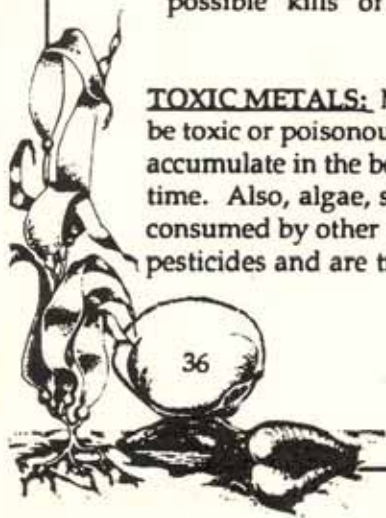 possible kills or
TOXIC METALS:
be toxic or poisonou
accumulate in the b
time. Also, algae, s
consumed by other
pesticides and are t
36